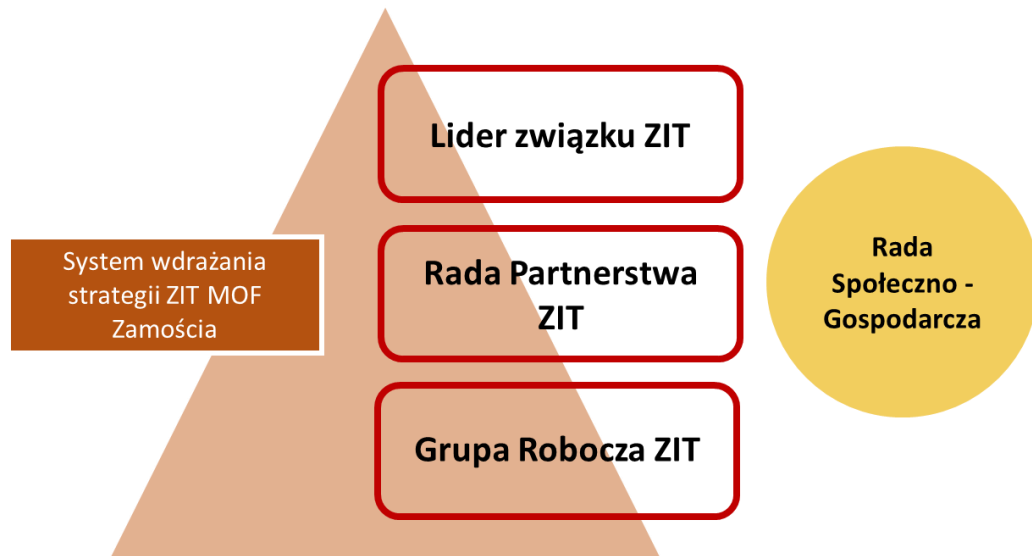 Lider związku ZIT
System wdrażania
strategii ZIT MOF
Zamościa
Rada Partnerstwa
ZIT
Rada
Społeczno -
Gospodarcza
Grupa Robocza ZIT